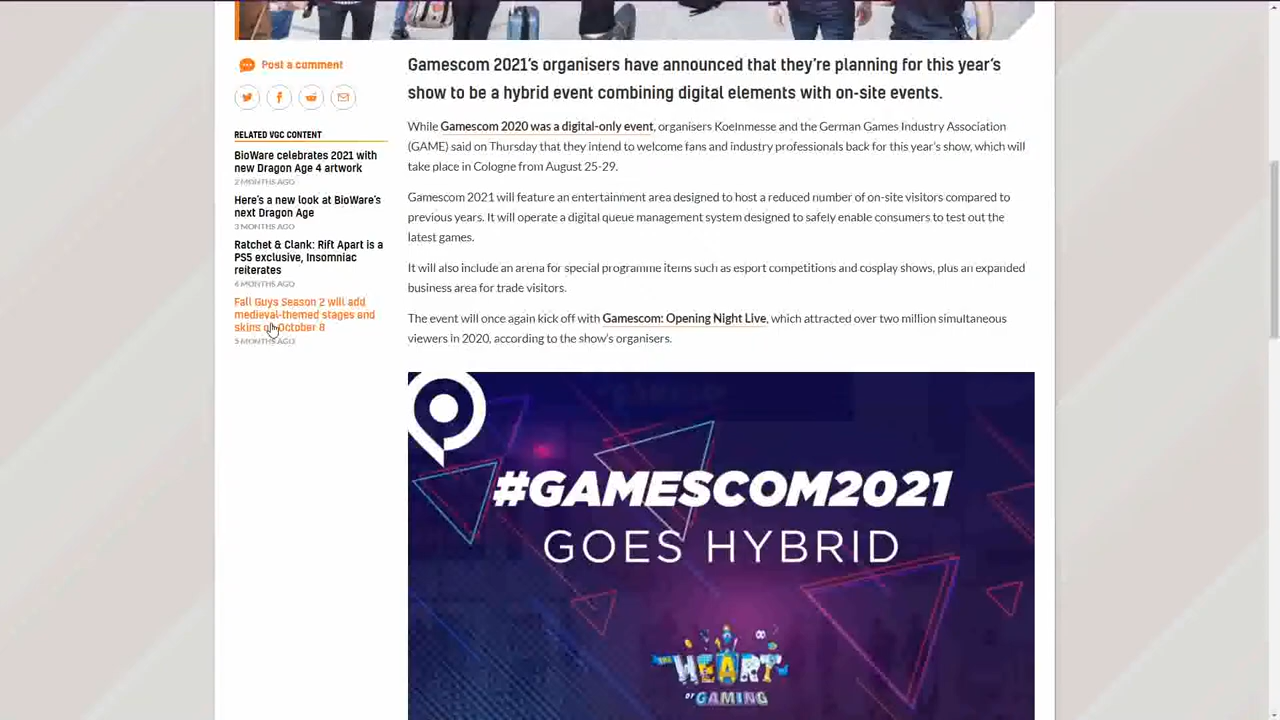 Post a comment
RELATED VGC CONTENT
BioWare celebrates 2021 with
new Dragon Age 4 artwork
2 MONTHS AGO
Here's a new look at BioWare's
next Dragon Age
3 MONTHS AGO
Ratchet & Clank: Rift Apart is a
PS5 exclusive, Insomniac
reiterates
4 MONTHS AGO
Fall Guys Season 2 will add
medieval-themed stages and
skins on October 8
5 MONTHS AGO
Gamescom 2021's organisers have announced that they're planning for this year's
show to be a hybrid event combining digital elements with on-site events.
While Gamescom 2020 was a digital-only event, organisers Koelnmesse and the German Games Industry Association
(GAME) said on Thursday that they intend to welcome fans and industry professionals back for this year's show, which will
take place in Cologne from August 25-29.
Gamescom 2021 will feature an entertainment area designed to host a reduced number of on-site visitors compared to
previous years. It will operate a digital queue management system designed to safely enable consumers to test out the
latest games.
It will also include an arena for special programme items such as esport competitions and cosplay shows, plus an expanded
business area for trade visitors.
The event will once again kick off with Gamescom: Opening Night Live, which attracted over two million simultaneous
viewers in 2020, according to the show's organisers.
#GAMESCOM2021
GOES HYBRID
THE
HEART
OF GAMING